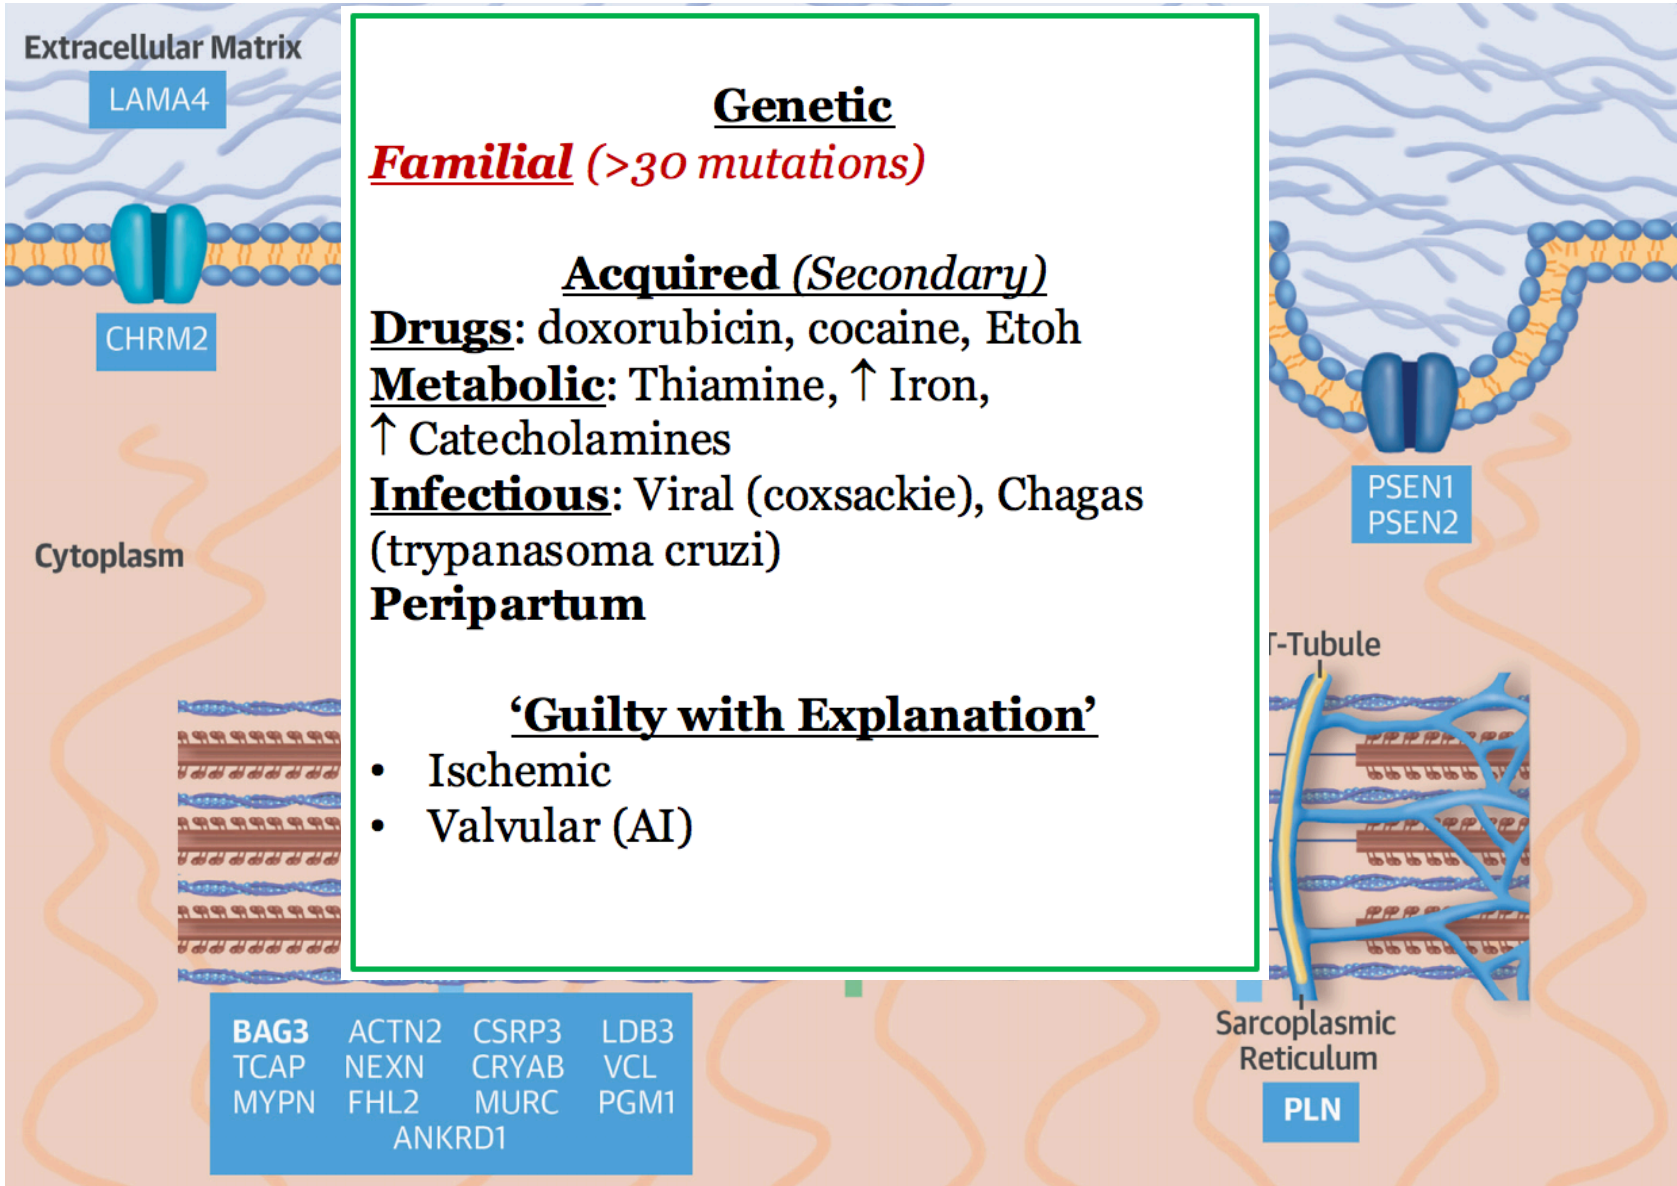 Extracellular Matrix
LAMA4
CHRM2
Cytoplasm
Genetic
Familial (>30 mutations)
Acquired (Secondary)
Drugs: doxorubicin, cocaine, Etoh
Metabolic: Thiamine, ↑ Iron,
↑ Catecholamines
Infectious: Viral (coxsackie), Chagas
(trypanasoma cruzi)
Peripartum
‘Guilty with Explanation’
• Ischemic
• Valvular (AI)
PSEN1
PSEN2
T-Tubule
Sarcoplasmic
Reticulum
PLN
BAG3 ACTN2 CSRP3 LDB3
TCAP NEXN CRYAB VCL
MYPN FHL2 MURC PGM1
ANKRD1